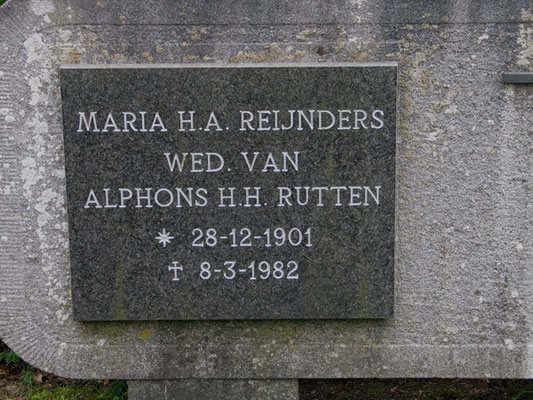 MARIA H.A. REIJNDERS
WED. VAN
ALPHONS H.H. RUTTEN
* 28-12-1901
† 8-3-1982